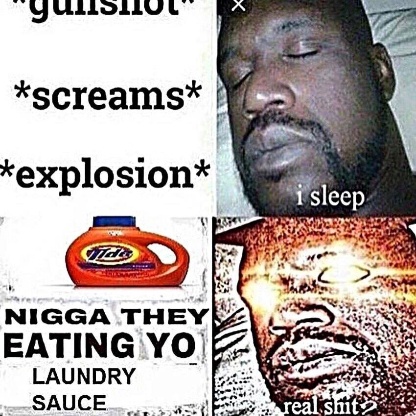 *gunshot*
*screams*
*explosion*
i sleep
Tide
NIGGA THEY
EATING YO
LAUNDRY
SAUCE
real shit?